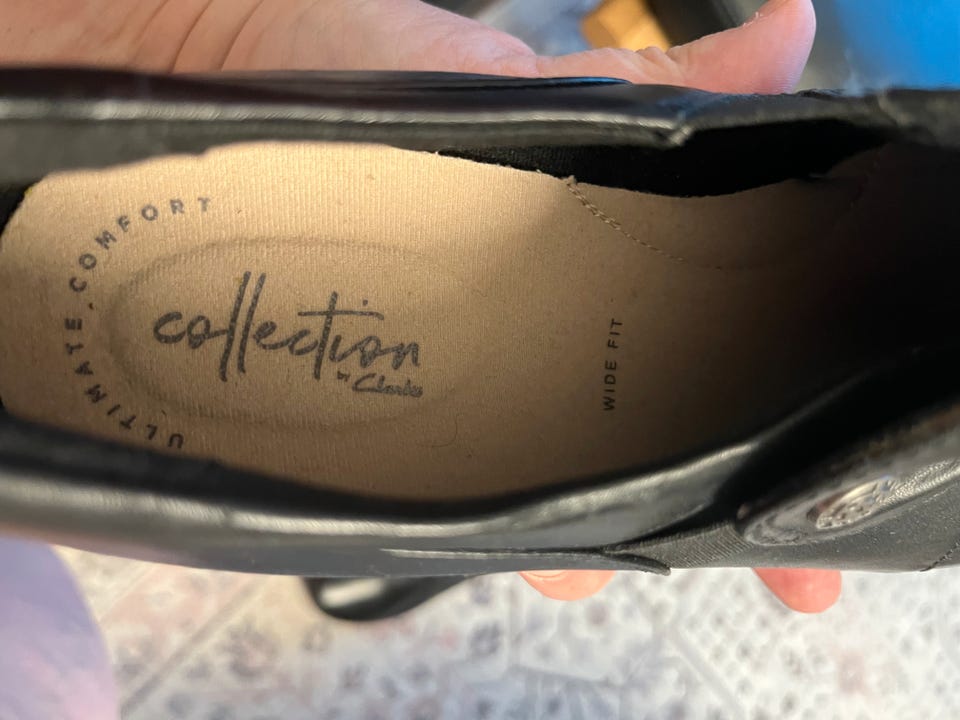 ULTIMATE.COMFORT
collection
by Clarks
WIDE FIT